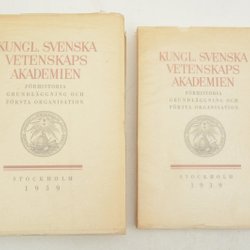 KUNGL. SVENSKA
VETENSKAPS
AKADEMIEN
FÖRHISTORIA
GRUNDLÄGGNING OCH
FÖRSTA ORGANISATION
STOCKHOLM
1939
KUNGL. SVENSKA
VETENSKAPS
AKADEMIEN
FÖRHISTORIA
GRUNDLÄGGNING OCH
FÖRSTA ORGANISATION
STOCKHOLM
1939